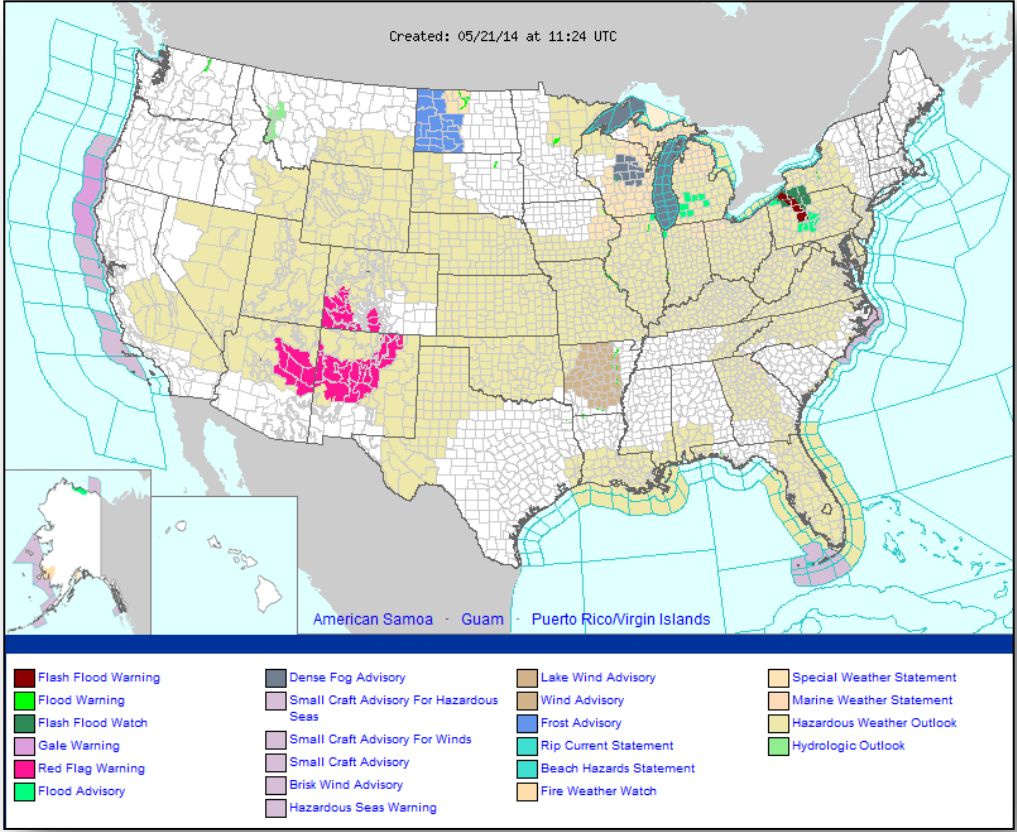 Created: 05/21/14 at 11:24 UTC
American Samoa - Guam - Puerto Rico/Virgin Islands
Flash Flood Warning
Flood Warning
Flash Flood Watch
Gale Warning
Red Flag Warning
Flood Advisory
Dense Fog Advisory
Small Craft Advisory For Hazardous
Seas
Small Craft Advisory For Winds
Small Craft Advisory
Brisk Wind Advisory
Hazardous Seas Warning
Lake Wind Advisory
Wind Advisory
Frost Advisory
Rip Current Statement
Beach Hazards Statement
Fire Weather Watch
Special Weather Statement
Marine Weather Statement
Hazardous Weather Outlook
Hydrologic Outlook